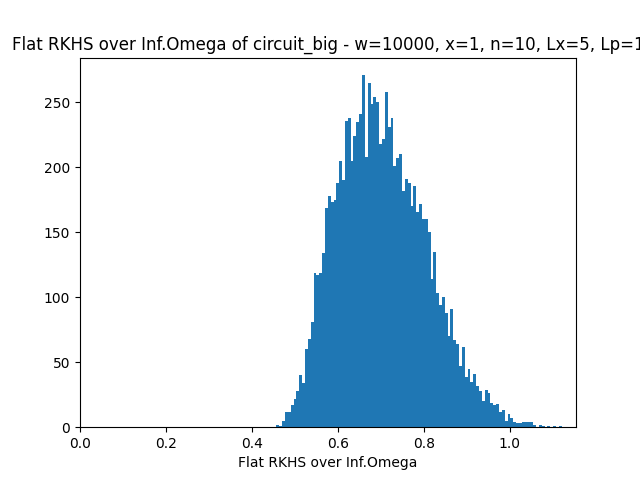 Flat RKHS over Inf.Omega of circuit_big - w=10000, x=1, n=10, Lx=5, Lp=1
250
200
150
100
50
0
0.0 0.2 0.4 0.6 0.8 1.0
Flat RKHS over Inf.Omega